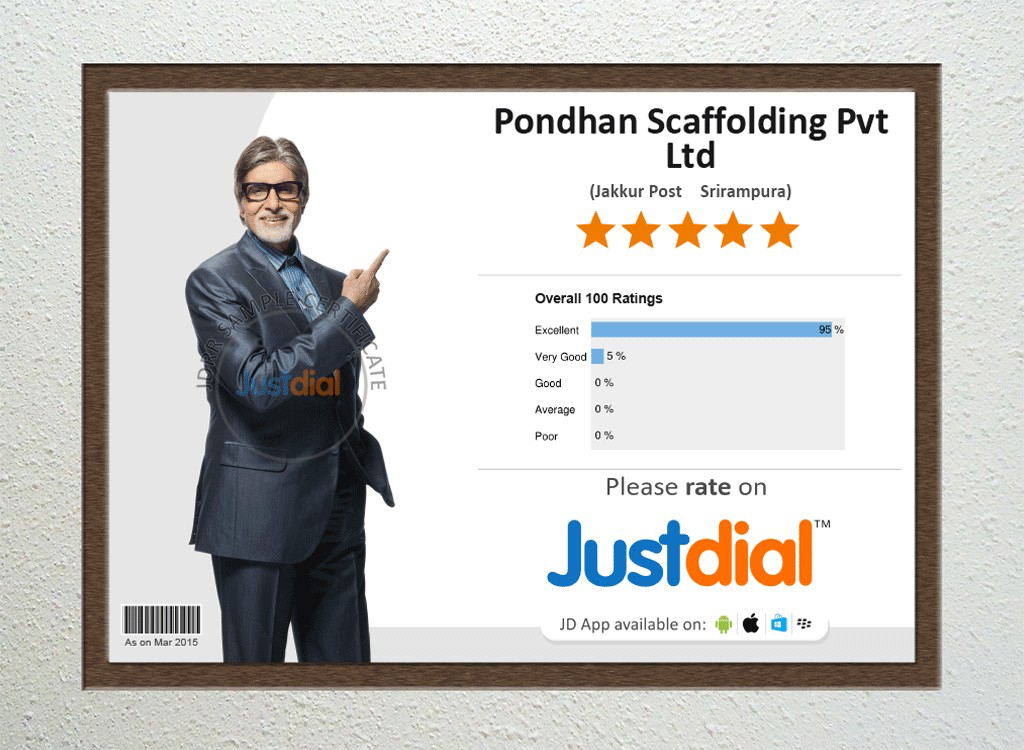 Pondhan Scaffolding Pvt
Ltd
(Jakkur Post Srirampura)
Overall 100 Ratings
Excellent 95 %
Very Good 5 %
Good 0 %
Average 0 %
Poor 0 %
Please rate on
Justdial™
JD App available on:
JDRR SAMPLE CERTIFICATE
Justdial
As on Mar 2015